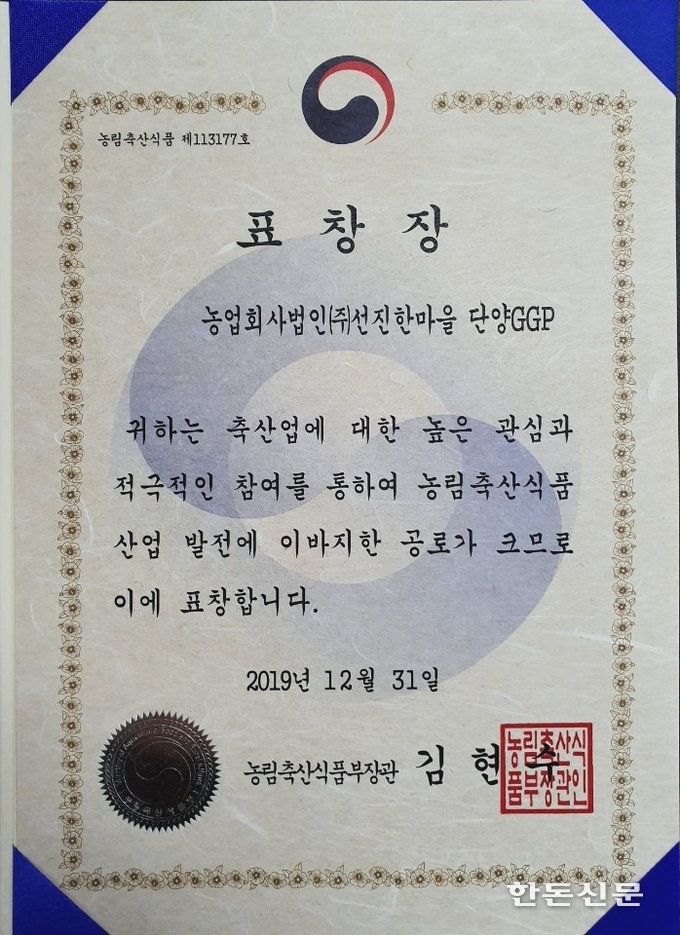 농림축산식품 제113177호
표 창 장
농업회사법인(주)선진한마을 단양GGP
귀하는 축산업에 대한 높은 관심과
적극적인 참여를 통하여 농림축산식품
산업 발전에 이바지한 공로가 크므로
이에 표창합니다.
2019년 12월 31일
농림축산식품부장관 김 현 수
농림축산식
품부장관인
한돈신문